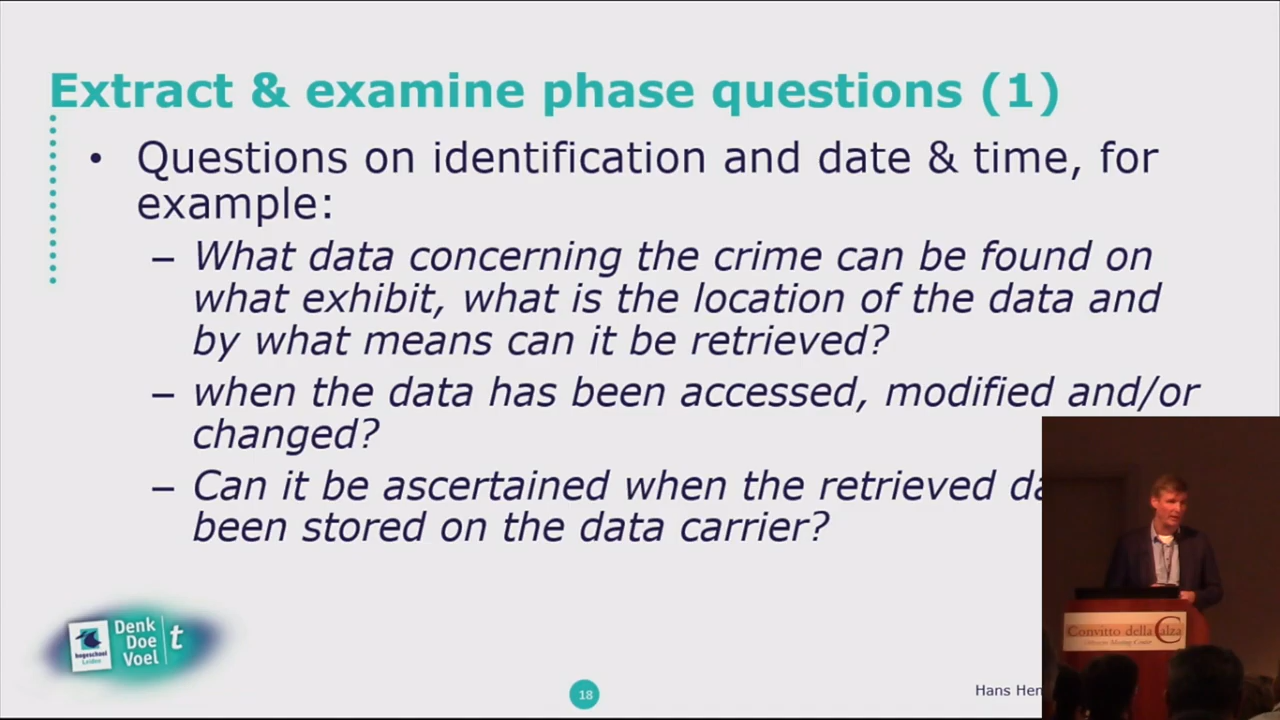 Extract & examine phase questions (1)
• Questions on identification and date & time, for
example:
– What data concerning the crime can be found on
what exhibit, what is the location of the data and
by what means can it be retrieved?
– when the data has been accessed, modified and/or
changed?
– Can it be ascertained when the retrieved da
been stored on the data carrier?
Denk
Doe
Voel
t
hogeschool
Leiden
18
Hans Hen
Convitto della Calza